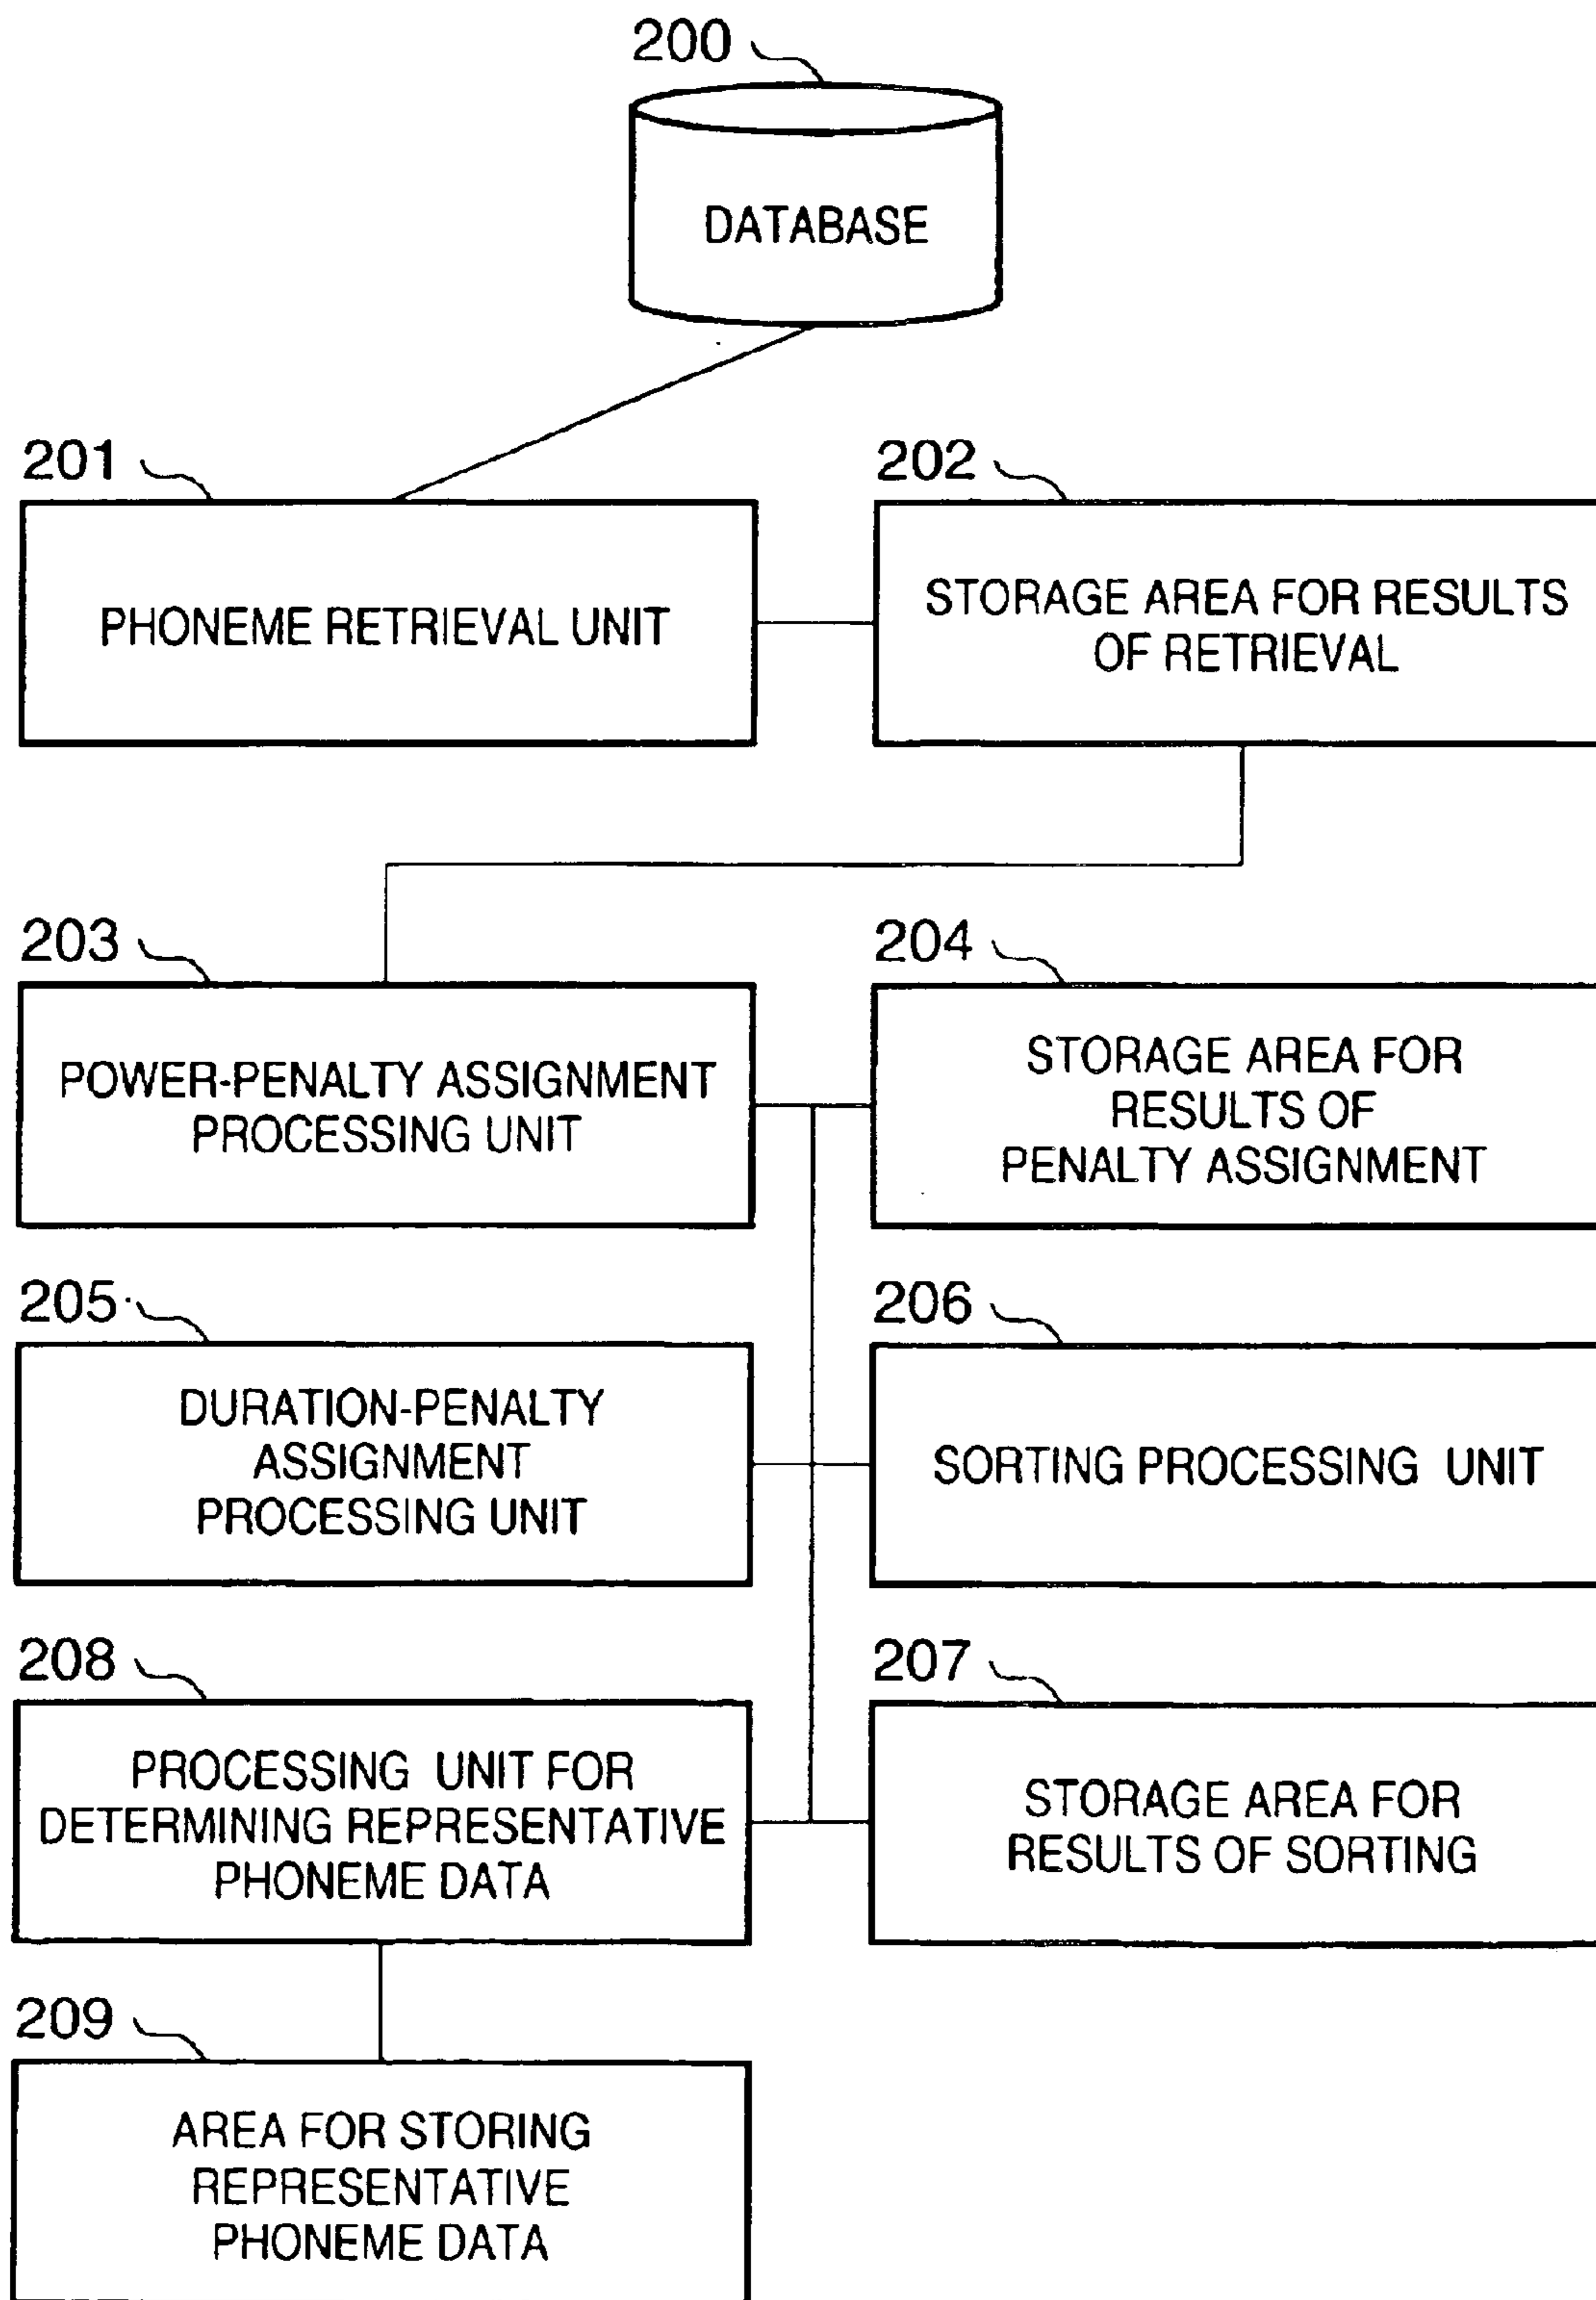 200
DATABASE
201
PHONEME RETRIEVAL UNIT
202
STORAGE AREA FOR RESULTS
OF RETRIEVAL
203
POWER-PENALTY ASSIGNMENT
PROCESSING UNIT
204
STORAGE AREA FOR
RESULTS OF
PENALTY ASSIGNMENT
205
DURATION-PENALTY
ASSIGNMENT
PROCESSING UNIT
206
SORTING PROCESSING UNIT
208
PROCESSING UNIT FOR
DETERMINING REPRESENTATIVE
PHONEME DATA
207
STORAGE AREA FOR
RESULTS OF SORTING
209
AREA FOR STORING
REPRESENTATIVE
PHONEME DATA